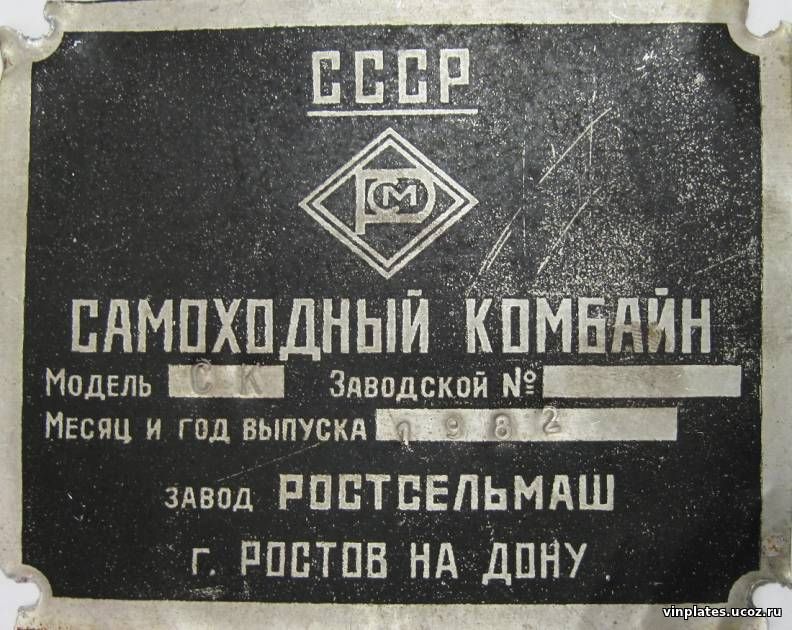 СССР
РСМ
САМОХОДНЫЙ КОМБАЙН
МОДЕЛЬ СК ЗАВОДСКОЙ №
МЕСЯЦ И ГОД ВЫПУСКА 1982
ЗАВОД РОСТСЕЛЬМАШ
г. РОСТОВ НА ДОНУ
vinplates.ucoz.ru